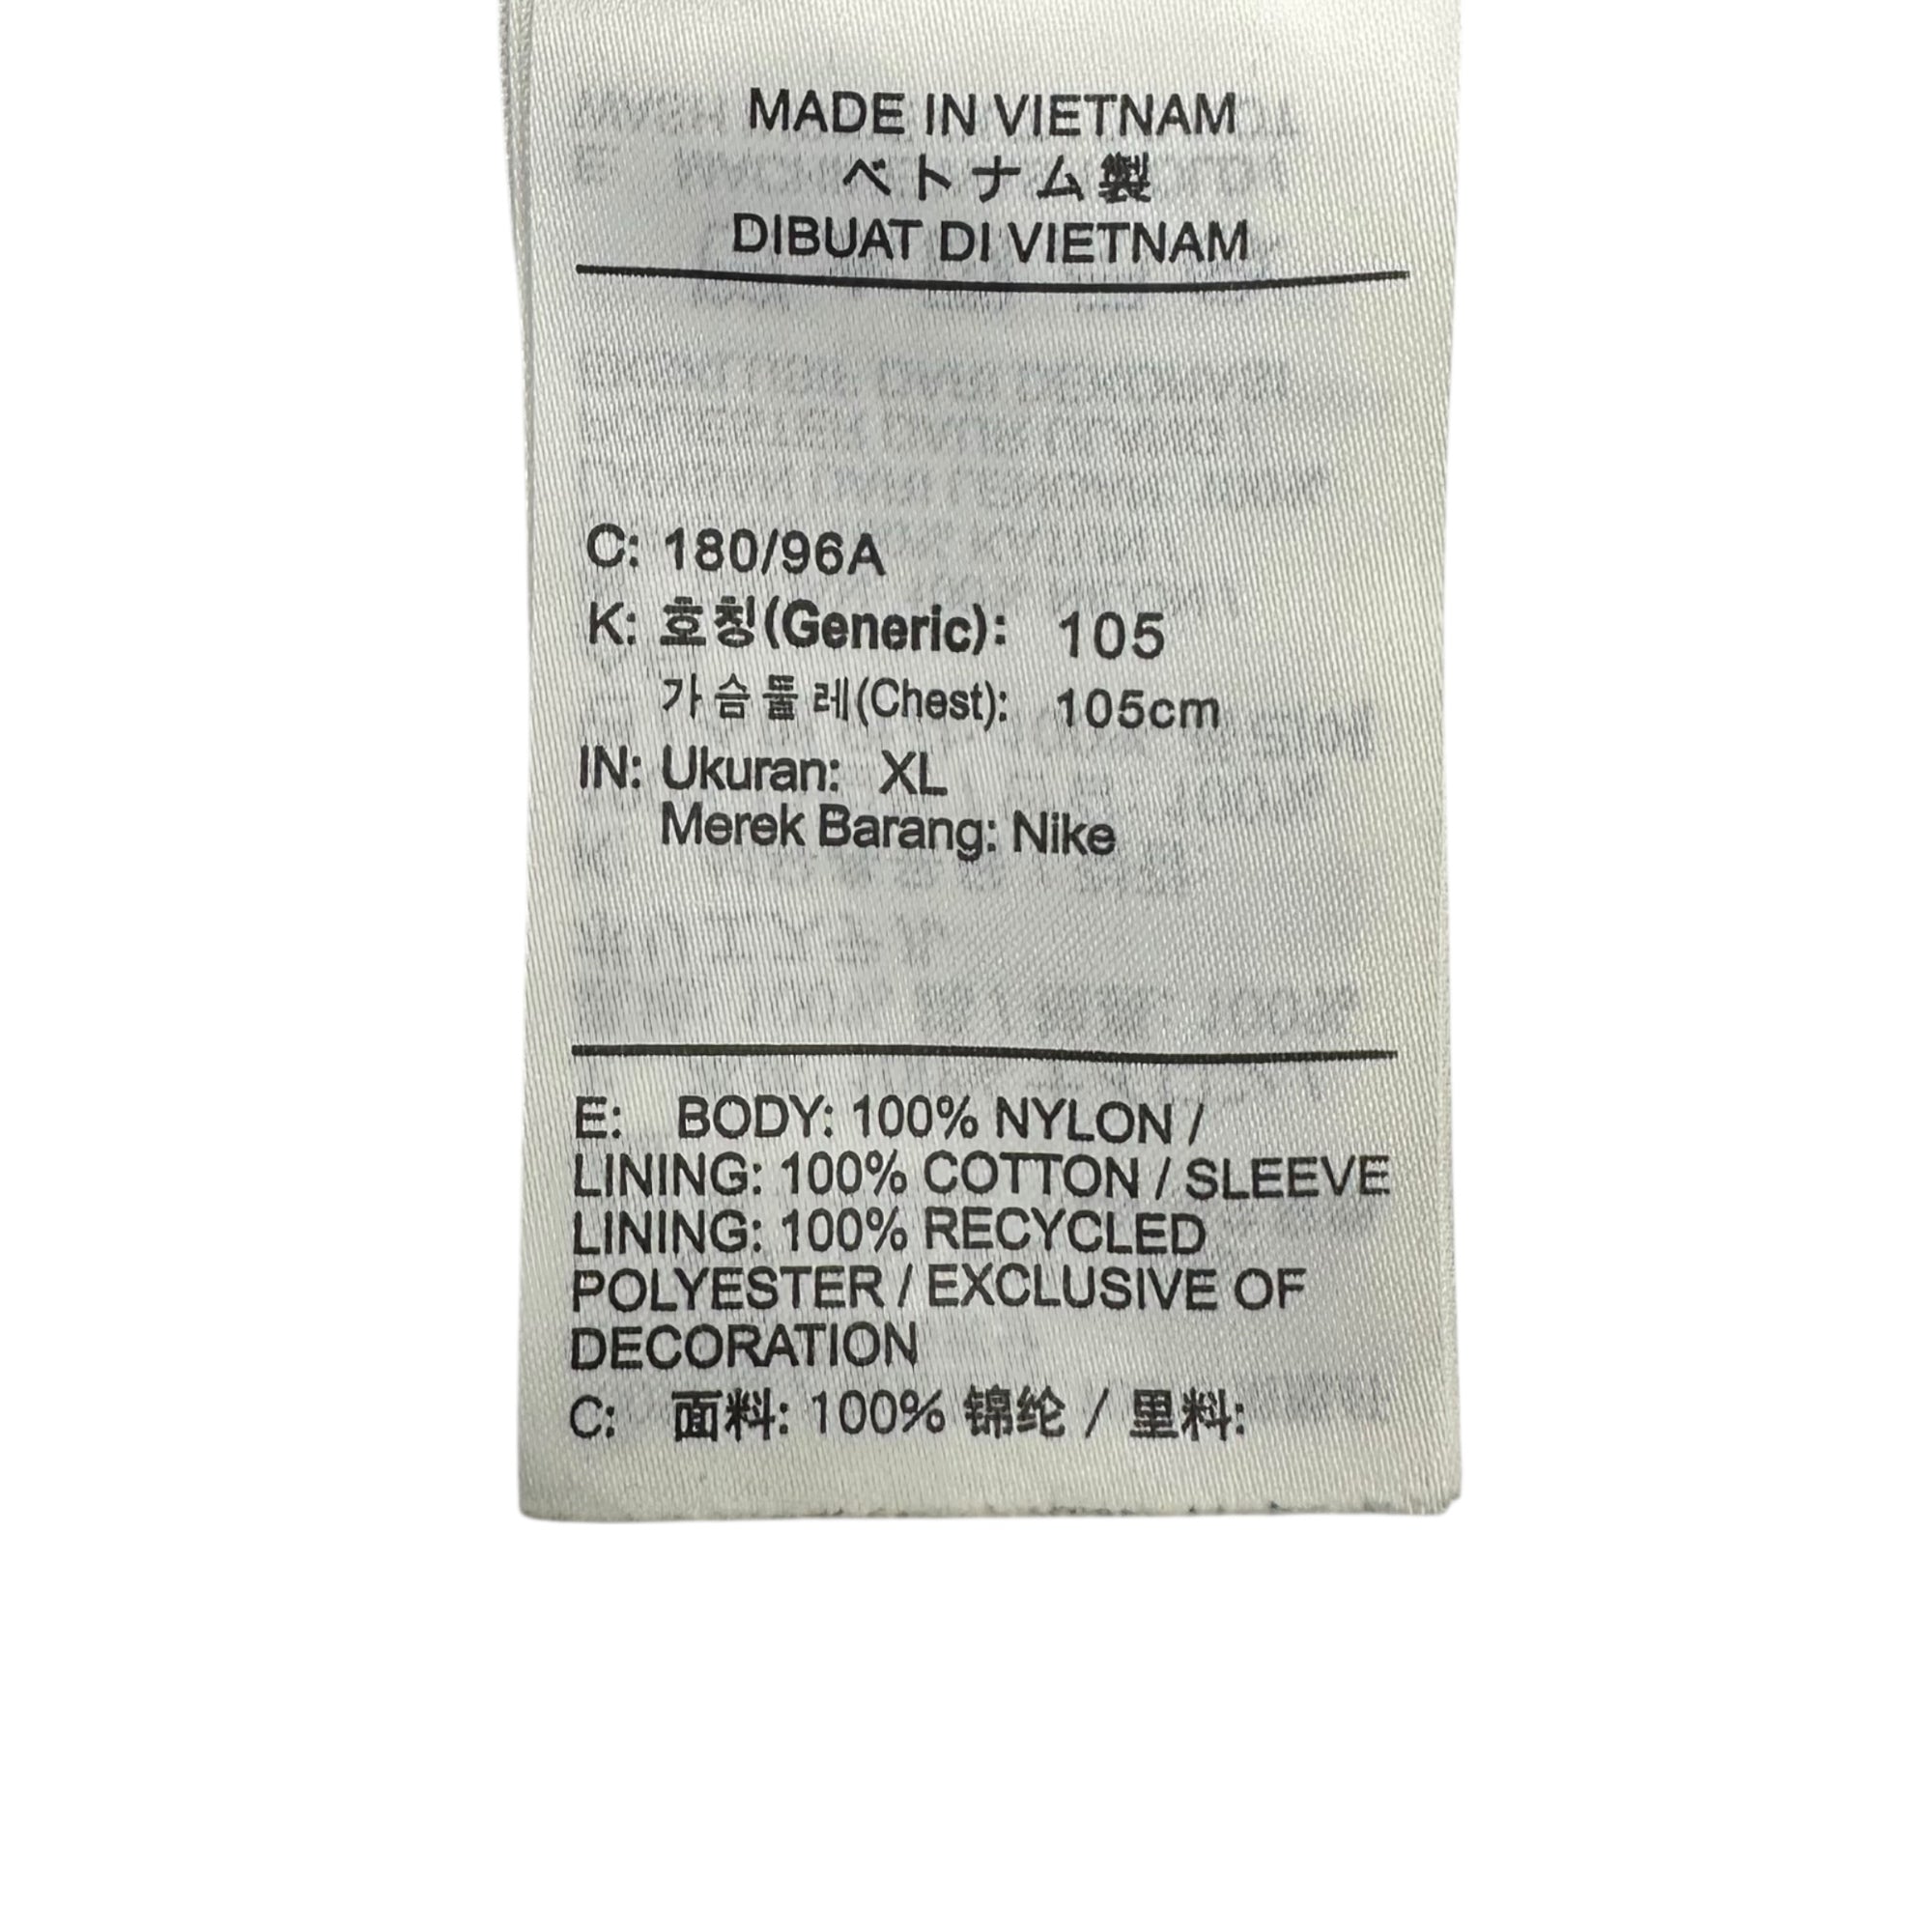 MADE IN VIETNAM
ベトナム製
DIBUAT DI VIETNAM
C: 180/96A
K: 호칭(Generic): 105
가슴둘레(Chest): 105cm
IN: Ukuran: XL
Merek Barang: Nike
E: BODY: 100% NYLON /
LINING: 100% COTTON / SLEEVE
LINING: 100% RECYCLED
POLYESTER / EXCLUSIVE OF
DECORATION
C: 面料: 100% 锦纶 / 里料: